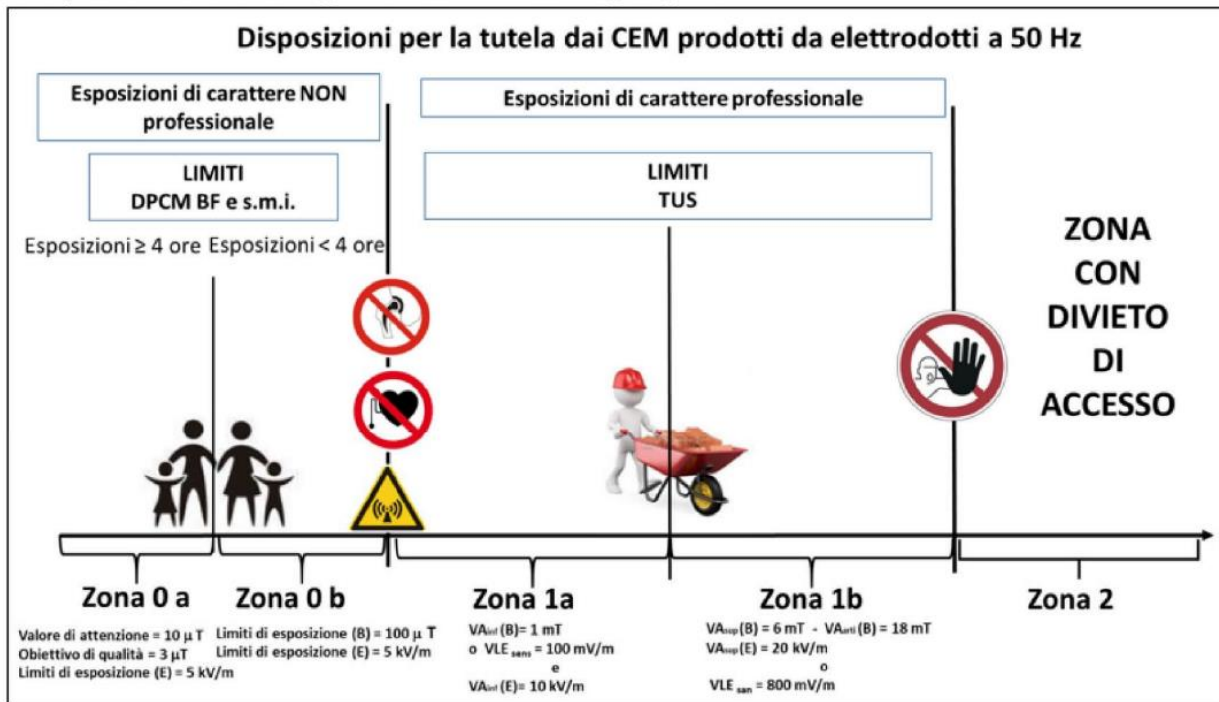 Disposizioni per la tutela dai CEM prodotti da elettrodotti a 50 Hz
Esposizioni di carattere NON
professionale
Esposizioni di carattere professionale
LIMITI
DPCM BF e s.m.i.
LIMITI
TUS
Esposizioni ≥ 4 ore
Esposizioni < 4 ore
ZONA
CON
DIVIETO
DI
ACCESSO
Zona 0 a
Valore di attenzione = 10 μ T
Obiettivo di qualità = 3 μT
Limiti di esposizione (E) = 5 kV/m
Zona 0 b
Limiti di esposizione (B) = 100 μ T
Limiti di esposizione (E) = 5 kV/m
Zona 1a
VAinf (B)= 1 mT
o VLE sens = 100 mV/m
e
VAinf (E)= 10 kV/m
Zona 1b
VAsup (B) = 6 mT - VAarti (B) = 18 mT
VAsup (E) = 20 kV/m
o
VLE san = 800 mV/m
Zona 2